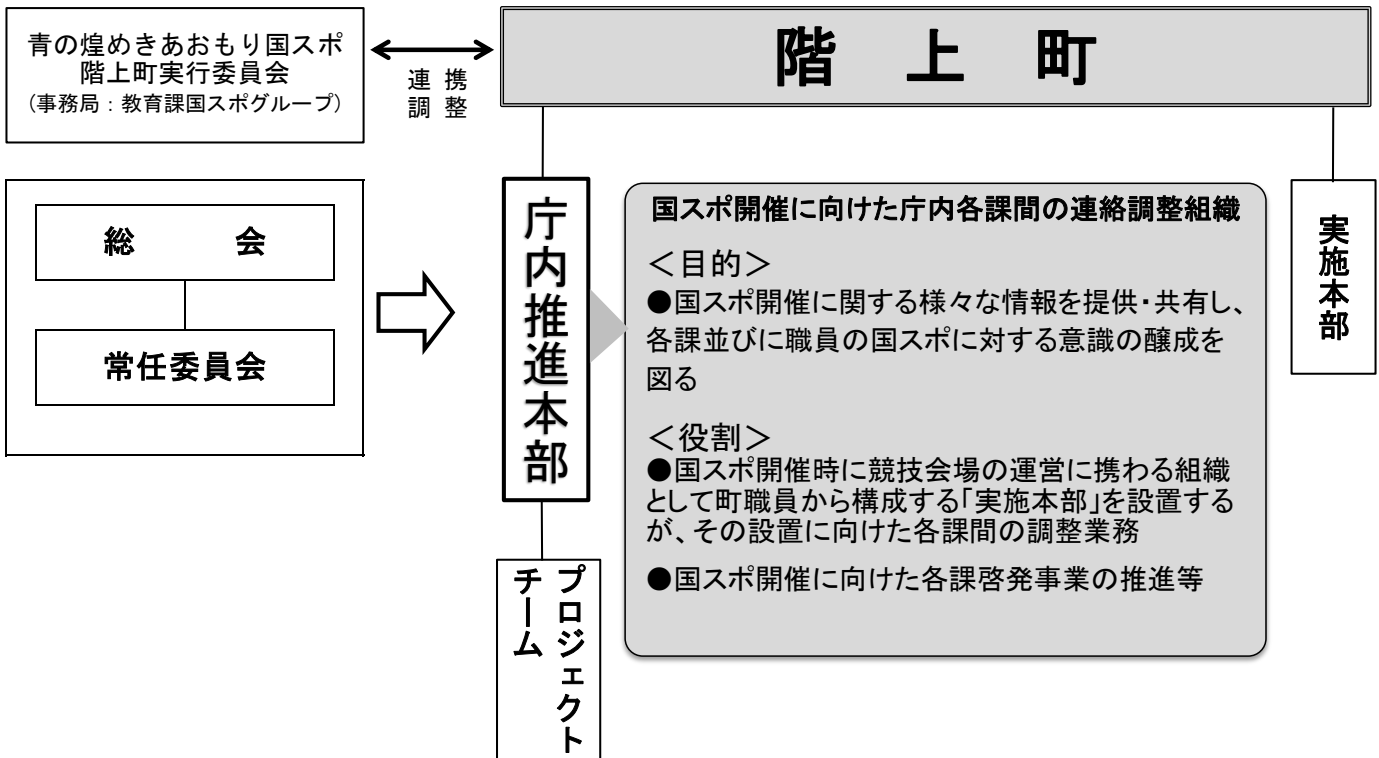 青の煌めきあおもり国スポ
階上町実行委員会
(事務局：教育課国スポグループ)
連携
調整
階上町
総会
常任委員会
庁内推進本部
国スポ開催に向けた庁内各課間の連絡調整組織
＜目的＞
●国スポ開催に関する様々な情報を提供・共有し、
各課並びに職員の国スポに対する意識の醸成を
図る
＜役割＞
●国スポ開催時に競技会場の運営に携わる組織
として町職員から構成する「実施本部」を設置する
が、その設置に向けた各課間の調整業務
●国スポ開催に向けた各課啓発事業の推進等
実施本部
プロジェクト
チーム